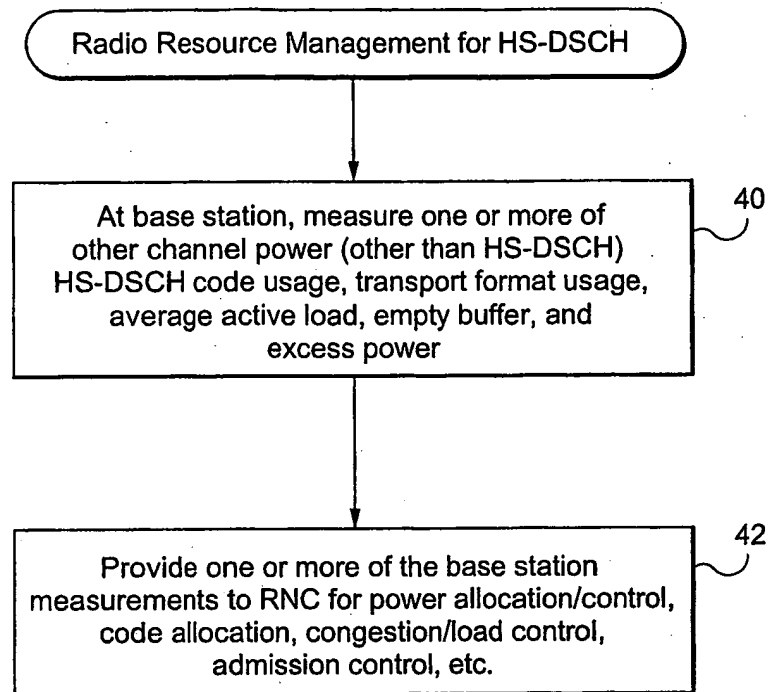 Radio Resource Management for HS-DSCH
40
At base station, measure one or more of
other channel power (other than HS-DSCH)
HS-DSCH code usage, transport format usage,
average active load, empty buffer, and
excess power
42
Provide one or more of the base station
measurements to RNC for power allocation/control,
code allocation, congestion/load control,
admission control, etc.